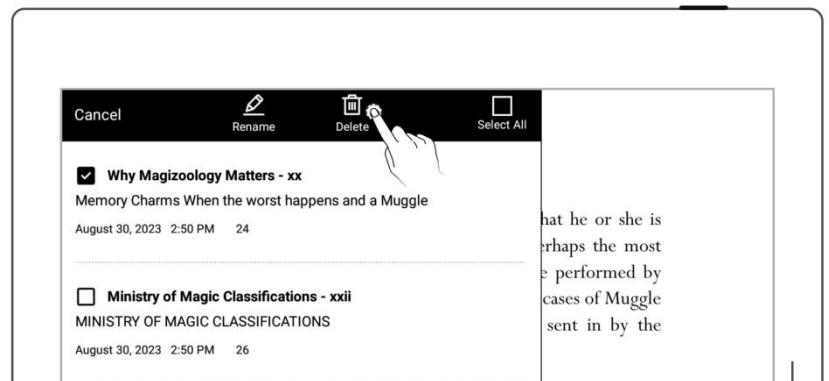 Cancel
Rename
Delete
Select All
Why Magizoology Matters - xx
Memory Charms When the worst happens and a Muggle
August 30, 2023 2:50 PM 24
Ministry of Magic Classifications - xxii
MINISTRY OF MAGIC CLASSIFICATIONS
August 30, 2023 2:50 PM 26
he or she is
the most
performed by
cases of Muggle
sent in by the